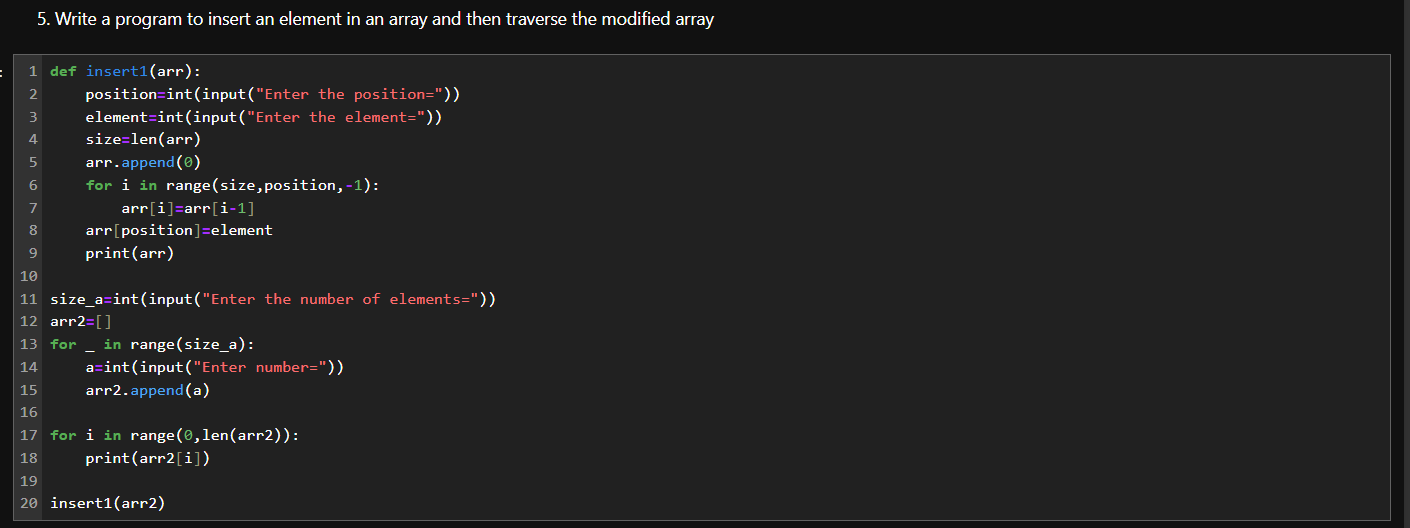 5. Write a program to insert an element in an array and then traverse the modified array
:
1 def insert1(arr):
2     position=int(input("Enter the position="))
3     element=int(input("Enter the element="))
4     size=len(arr)
5     arr.append(0)
6     for i in range(size,position,-1):
7         arr[i]=arr[i-1]
8     arr[position]=element
9     print(arr)
10
11 size_a=int(input("Enter the number of elements="))
12 arr2=[]
13 for _ in range(size_a):
14     a=int(input("Enter number="))
15     arr2.append(a)
16
17 for i in range(0,len(arr2)):
18     print(arr2[i])
19
20 insert1(arr2)